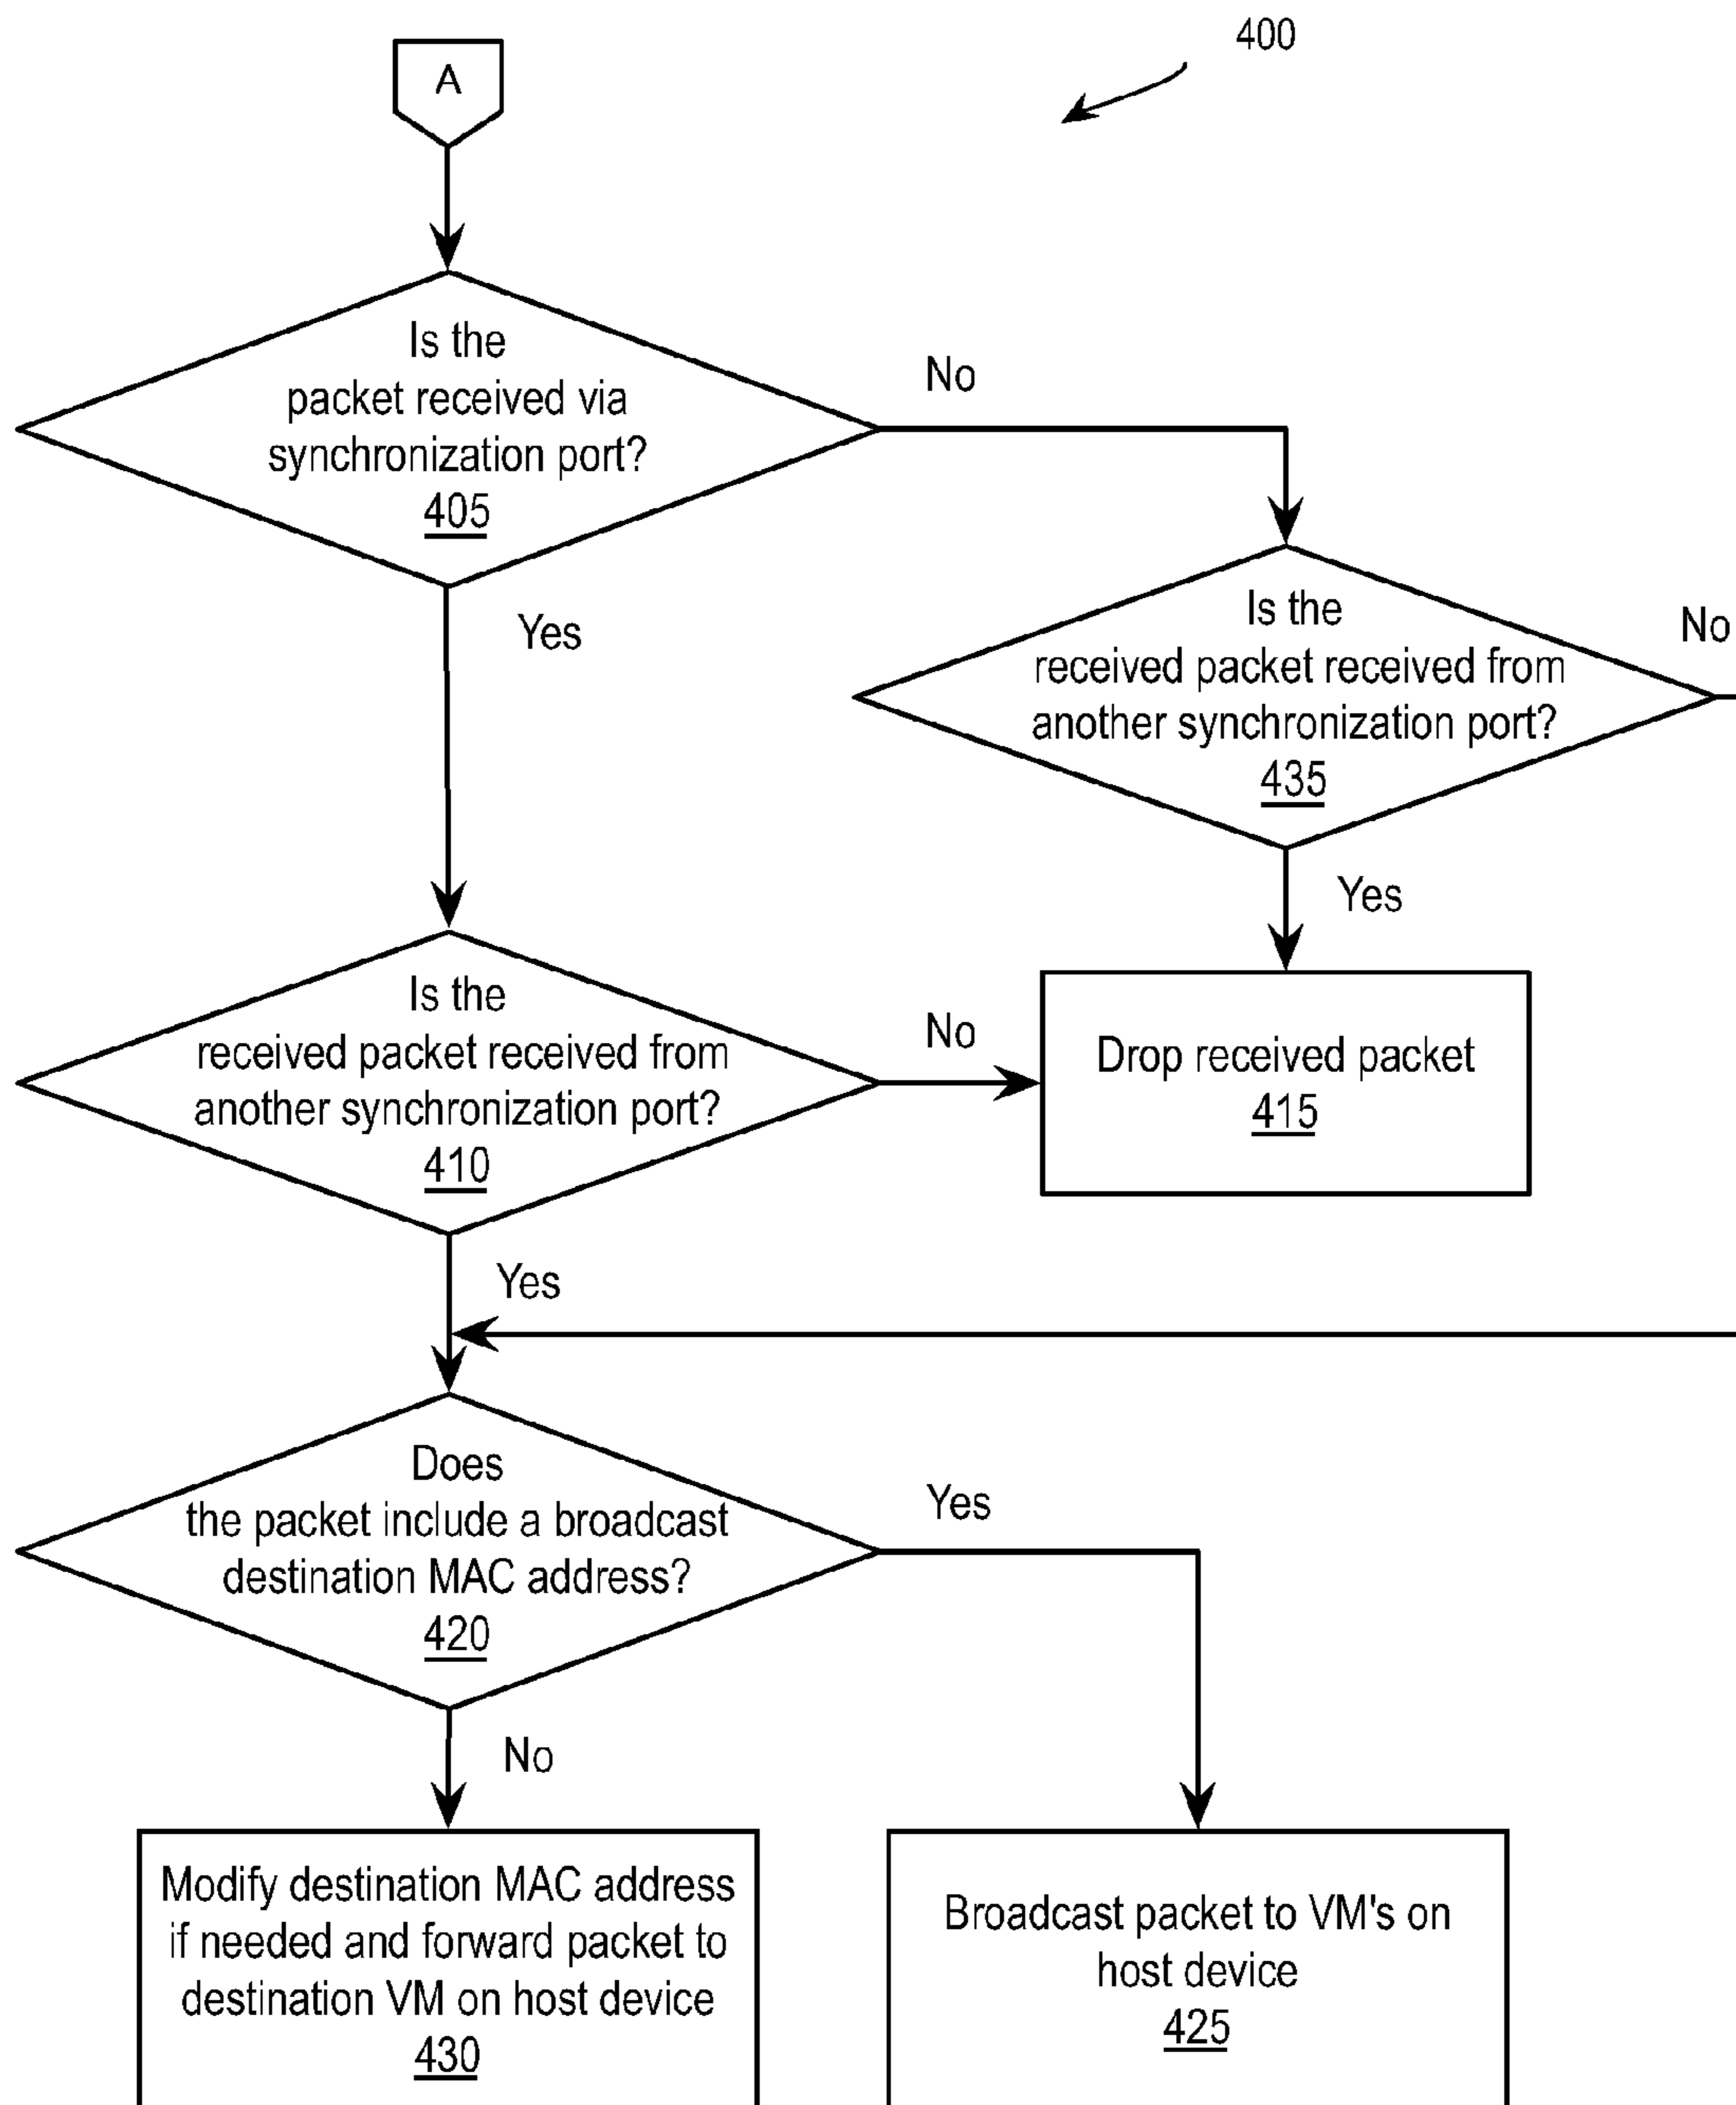 400
A
Is the
packet received via
synchronization port?
405
No
Yes
Is the
received packet received from
another synchronization port?
435
No
Yes
Is the
received packet received from
another synchronization port?
410
No
Drop received packet
415
Yes
Does
the packet include a broadcast
destination MAC address?
420
Yes
No
Modify destination MAC address
if needed and forward packet to
destination VM on host device
430
Broadcast packet to VM's on
host device
425